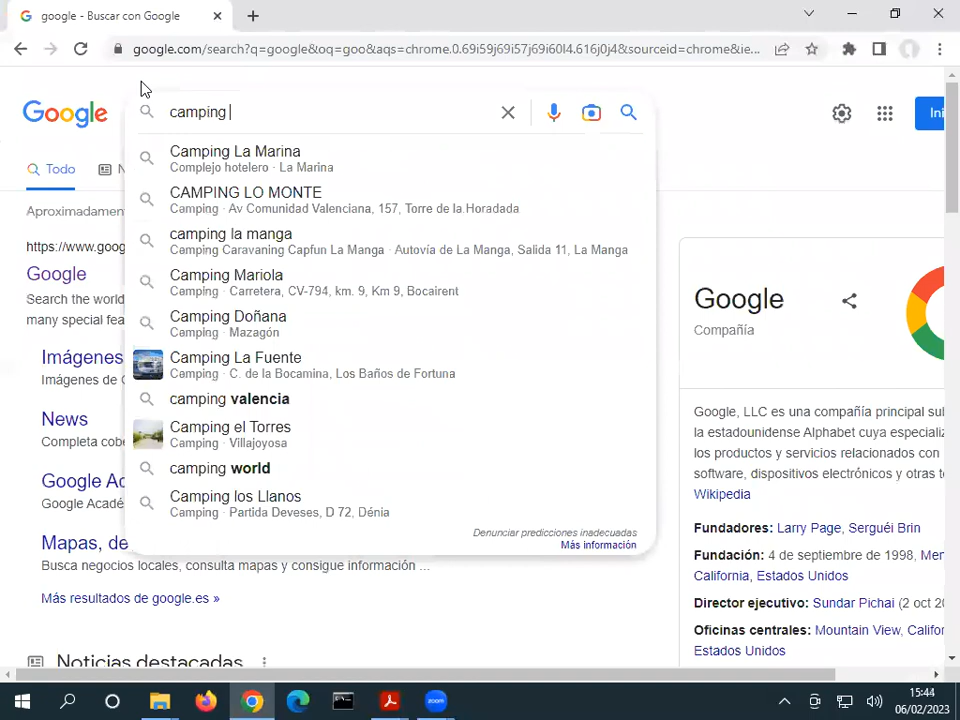 google - Buscar con Google
google.com/search?q=google&oq=goo&aqs=chrome.0.69i59j69i57j69i60l4.616j0j4&sourceid=chrome&ie...
Google
camping
Ini
Todo
N
Camping La Marina
Complejo hotelero · La Marina
CAMPING LO MONTE
Camping · Av Comunidad Valenciana, 157, Torre de la Horadada
camping la manga
Camping Caravaning Capfun La Manga · Autovía de La Manga, Salida 11, La Manga
Camping Mariola
Camping · Carretera, CV-794, km. 9, Km 9, Bocairent
Camping Doñana
Camping · Mazagón
Camping La Fuente
Camping · C. de la Bocamina, Los Baños de Fortuna
camping valencia
Camping el Torres
Camping · Villajoyosa
camping world
Camping los Llanos
Camping · Partida Deveses, D 72, Dénia
Denunciar predicciones inadecuadas
Más información
Aproximadamen
https://www.goog
Google
Search the world
many special fea
Imágenes
Imágenes de G
News
Completa cobe
Google Ac
Google Acadé
Mapas, de
Busca negocios locales, consulta mapas y consigue información ...
Más resultados de google.es »
Noticias destacadas
Google
Compañía
Google, LLC es una compañía principal sul
la estadounidense Alphabet cuya especializ
los productos y servicios relacionados con
software, dispositivos electrónicos y otras te
Wikipedia
Fundadores: Larry Page, Serguéi Brin
Fundación: 4 de septiembre de 1998, Men
California, Estados Unidos
Director ejecutivo: Sundar Pichai (2 oct 20
Oficinas centrales: Mountain View, Califor
Estados Unidos
zoom
15:44
06/02/2023